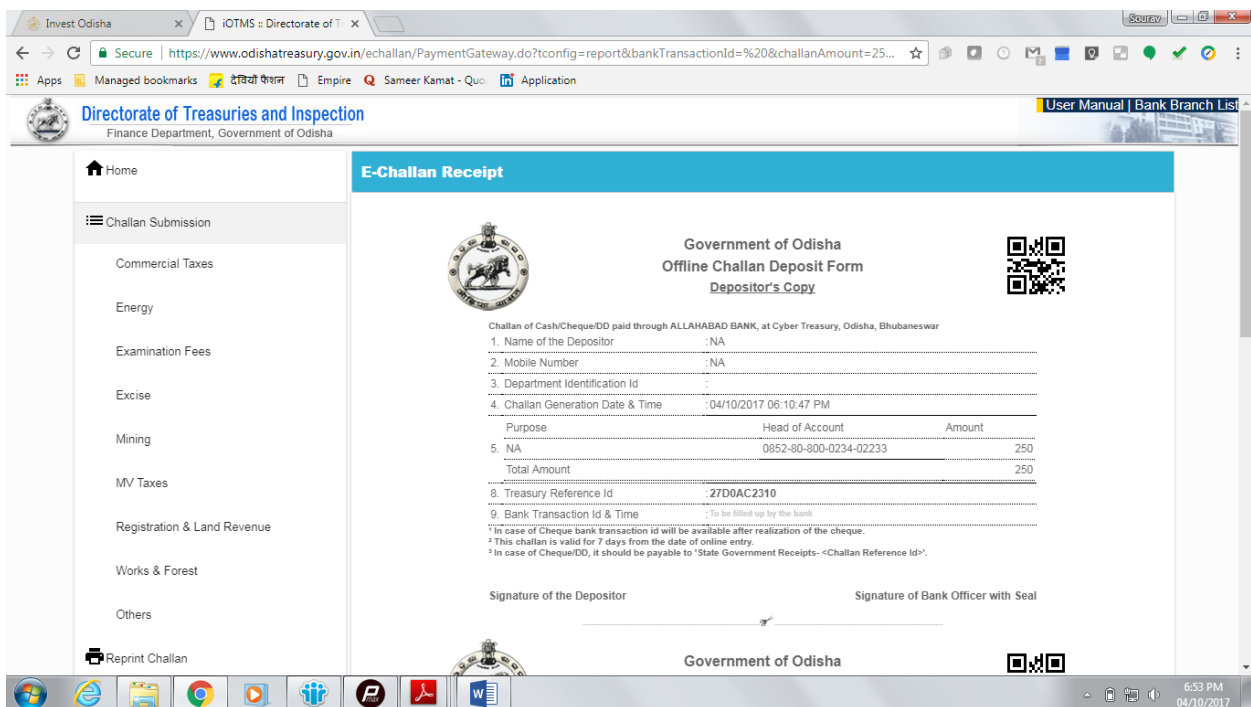 Invest Odisha
iOTMS :: Directorate of T
Sourav
Secure | https://www.odishatreasury.gov.in/echallan/PaymentGateway.do?tconfig=report&bankTransactionId=%20&challanAmount=25...
Apps Managed bookmarks देवियों फैशन Empire Sameer Kamat - Quo Application
Directorate of Treasuries and Inspection
Finance Department, Government of Odisha
User Manual | Bank Branch List
Home
E-Challan Receipt
Challan Submission
Commercial Taxes
Energy
Examination Fees
Excise
Mining
MV Taxes
Registration & Land Revenue
Works & Forest
Others
Reprint Challan
Government of Odisha
Offline Challan Deposit Form
Depositor's Copy
Challan of Cash/Cheque/DD paid through ALLAHABAD BANK, at Cyber Treasury, Odisha, Bhubaneswar
1. Name of the Depositor : NA
2. Mobile Number : NA
3. Department Identification Id :
4. Challan Generation Date & Time : 04/10/2017 06:10:47 PM
Purpose Head of Account Amount
5. NA 0852-80-800-0234-02233 250
Total Amount 250
8. Treasury Reference Id : 27D0AC2310
9. Bank Transaction Id & Time : To be filled up by the bank
¹ In case of Cheque bank transaction id will be available after realization of the cheque.
² This challan is valid for 7 days from the date of online entry.
³ In case of Cheque/DD, it should be payable to 'State Government Receipts- <Challan Reference Id>'.
Signature of the Depositor Signature of Bank Officer with Seal
Government of Odisha
6:53 PM
04/10/2017